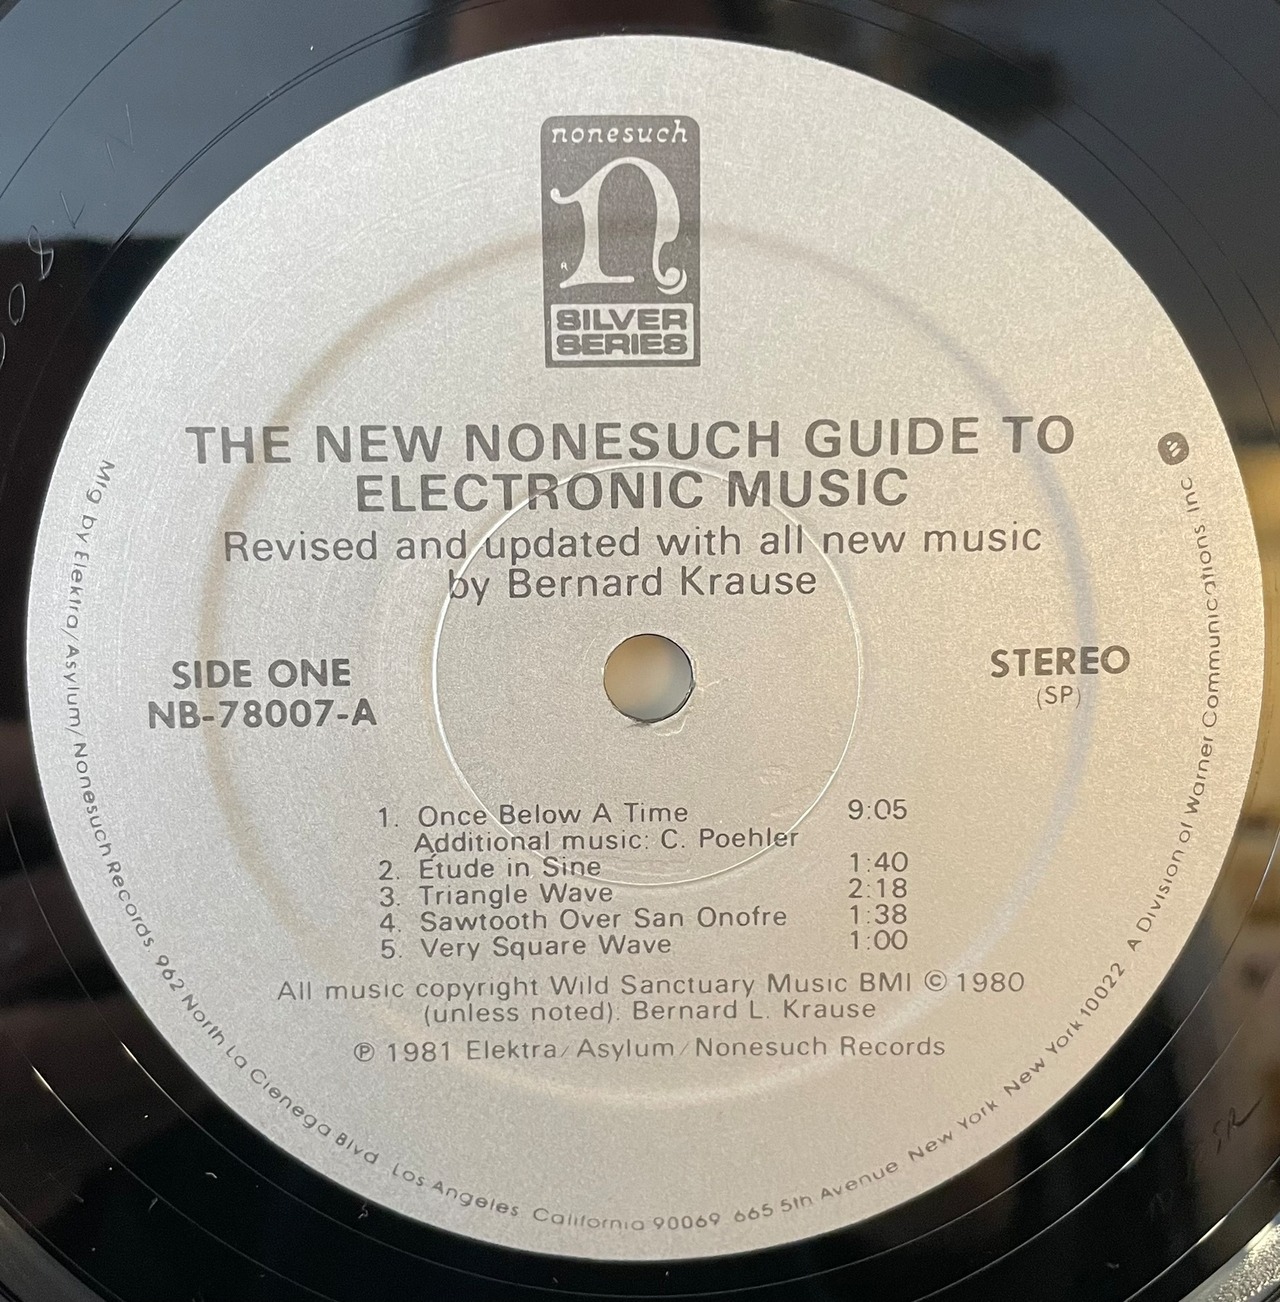 nonesuch
n
R
SILVER
SERIES
THE NEW NONESUCH GUIDE TO
ELECTRONIC MUSIC
Revised and updated with all new music
by Bernard Krause
SIDE ONE
NB-78007-A
STEREO
(SP)
1. Once Below A Time 9:05
Additional music: C. Poehler
2. Étude in Sine 1:40
3. Triangle Wave 2:18
4. Sawtooth Over San Onofre 1:38
5. Very Square Wave 1:00
All music copyright Wild Sanctuary Music BMI © 1980
(unless noted): Bernard L. Krause
℗ 1981 Elektra/Asylum/Nonesuch Records
Mfg by Elektra/Asylum/Nonesuch Records, 962 North La Cienega Blvd Los Angeles California 90069 665 5th Avenue New York New York 10022 A Division of Warner Communications Inc